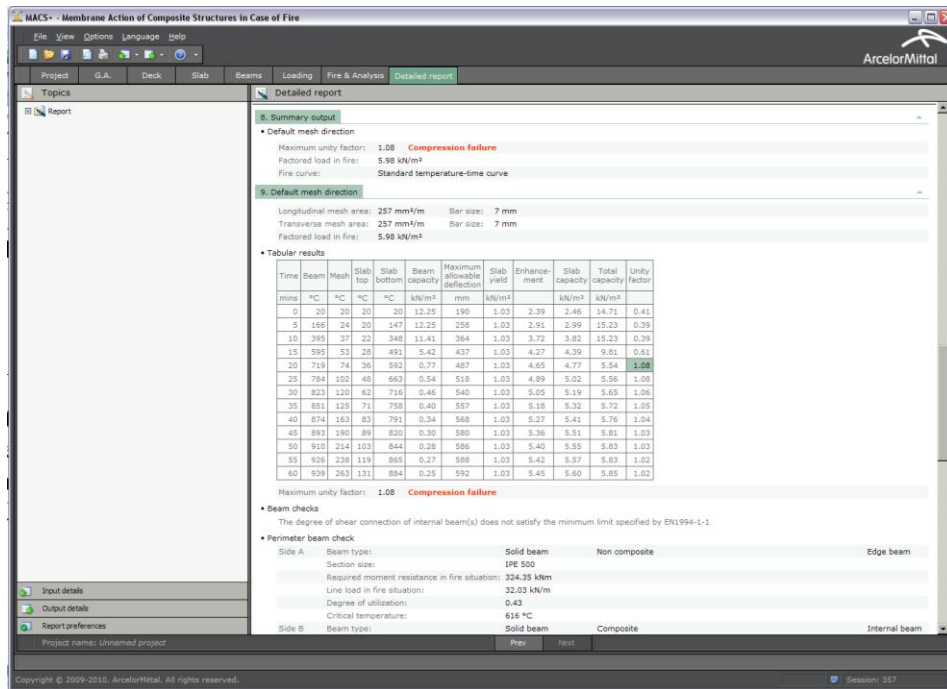 MACS+ - Membrane Action of Composite Structures in Case of Fire
File View Options Language Help
ArcelorMittal
Project G.A. Deck Slab Beams Loading Fire & Analysis Detailed report
Topics
Detailed report
Report
8. Summary output
• Default mesh direction
Maximum unity factor: 1.08 Compression failure
Factored load in fire: 5.98 kN/m²
Fire curve: Standard temperature-time curve
9. Default mesh direction
Longitudinal mesh area: 257 mm²/m Bar size: 7 mm
Transverse mesh area: 257 mm²/m Bar size: 7 mm
Factored load in fire: 5.98 kN/m²
• Tabular results
Time Beam Mesh Slab top Slab bottom Beam capacity Maximum allowable deflection Slab yield Enhance-ment Slab capacity Total capacity Unity factor
mins °C °C °C °C kN/m² mm kN/m² kN/m² kN/m²
0 20 20 20 20 12.25 190 1.03 2.39 2.46 14.71 0.41
5 166 24 20 147 12.25 258 1.03 2.91 2.99 15.23 0.39
10 395 37 22 348 11.41 364 1.03 3.72 3.82 15.23 0.39
15 595 53 28 491 5.42 437 1.03 4.27 4.39 9.81 0.61
20 719 74 36 592 0.77 487 1.03 4.65 4.77 5.54 1.08
25 784 102 48 663 0.54 518 1.03 4.89 5.02 5.56 1.08
30 823 120 62 716 0.46 540 1.03 5.05 5.19 5.65 1.06
35 851 125 71 758 0.40 557 1.03 5.18 5.32 5.72 1.05
40 874 163 83 791 0.34 568 1.03 5.27 5.41 5.76 1.04
45 893 190 89 820 0.30 580 1.03 5.36 5.51 5.81 1.03
50 910 214 103 844 0.28 586 1.03 5.40 5.55 5.83 1.03
55 926 238 119 865 0.27 588 1.03 5.42 5.57 5.83 1.02
60 939 263 131 884 0.25 592 1.03 5.45 5.60 5.85 1.02
Maximum unity factor: 1.08 Compression failure
• Beam checks
The degree of shear connection of internal beam(s) does not satisfy the minimum limit specified by EN1994-1-1
• Perimeter beam check
Side A Beam type: Solid beam Non composite Edge beam
Section size: IPE 500
Required moment resistance in fire situation: 324.35 kNm
Line load in fire situation: 32.03 kN/m
Degree of utilization: 0.43
Critical temperature: 616 °C
Side B Beam type: Solid beam Composite Internal beam
Input details
Output details
Report preferences
Project name: Unnamed project
Prev Next
Copyright © 2009-2010. ArcelorMittal. All rights reserved.
Session: 357